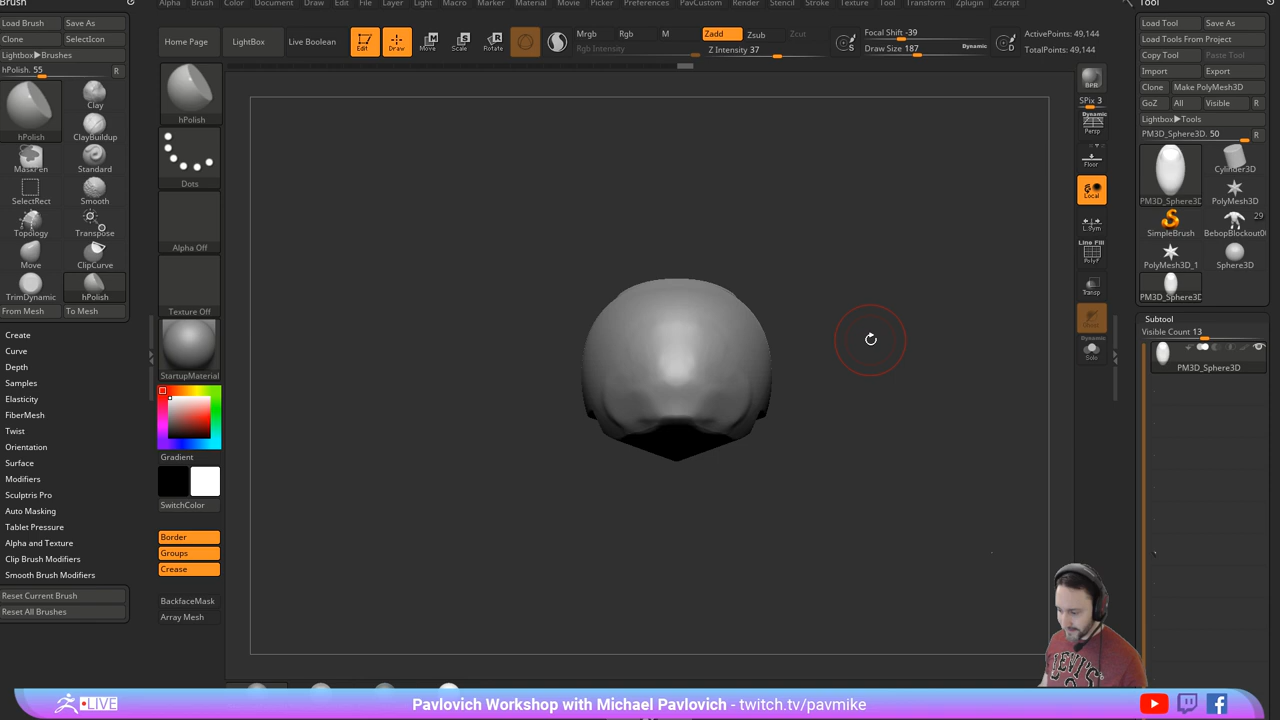 Brush
Load Brush Save As
Clone SelectIcon
Lightbox▶Brushes
hPolish. 55 R
hPolish
Clay
ClayBuildup
MaskPen Standard
SelectRect Smooth
Topology Transpose
Move ClipCurve
TrimDynamic hPolish
From Mesh To Mesh
Create
Curve
Depth
Samples
Elasticity
FiberMesh
Twist
Orientation
Surface
Modifiers
Sculptris Pro
Auto Masking
Tablet Pressure
Alpha and Texture
Clip Brush Modifiers
Smooth Brush Modifiers
Reset Current Brush
Reset All Brushes
Alpha Brush Color Document Draw Edit File Layer Light Macro Marker Material Movie Picker Preferences PavCustom Render Stencil Stroke Texture Tool Transform Zplugin Zscript
Home Page LightBox Live Boolean Edit Draw Move Scale Rotate
Mrgb Rgb M
Rgb Intensity
Zadd Zsub Zcut
Z Intensity 37
Focal Shift -39
Draw Size 187 Dynamic
ActivePoints: 49,144
TotalPoints: 49,144
hPolish
Dots
Alpha Off
Texture Off
StartupMaterial
Gradient
SwitchColor
Border
Groups
Crease
BackfaceMask
Array Mesh
BPR
SPix 3
Dynamic
Persp
Floor
Local
L.Sym
Line Fill
PolyF
Transp
Ghost
Dynamic
Solo
Tool
Load Tool Save As
Load Tools From Project
Copy Tool Paste Tool
Import Export
Clone Make PolyMesh3D
GoZ All Visible R
Lightbox▶Tools
PM3D_Sphere3D. 50 R
PM3D_Sphere3D Cylinder3D
PolyMesh3D
29
SimpleBrush BebopBlockout0
PolyMesh3D_1 Sphere3D
PM3D_Sphere3D
Subtool
Visible Count 13
PM3D_Sphere3D
LIVE
Pavlovich Workshop with Michael Pavlovich - twitch.tv/pavmike